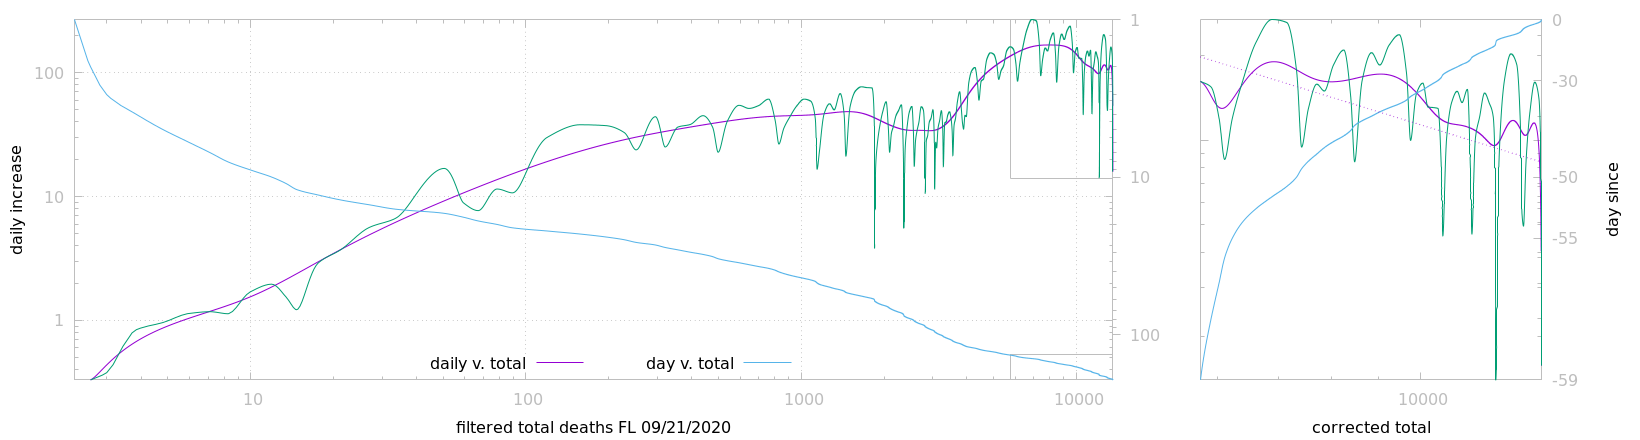 daily increase
100
10
1
10
100
1000
10000
1
10
100
daily v. total
day v. total
filtered total deaths FL 09/21/2020
10000
corrected total
0
-30
-50
-55
-59
day since